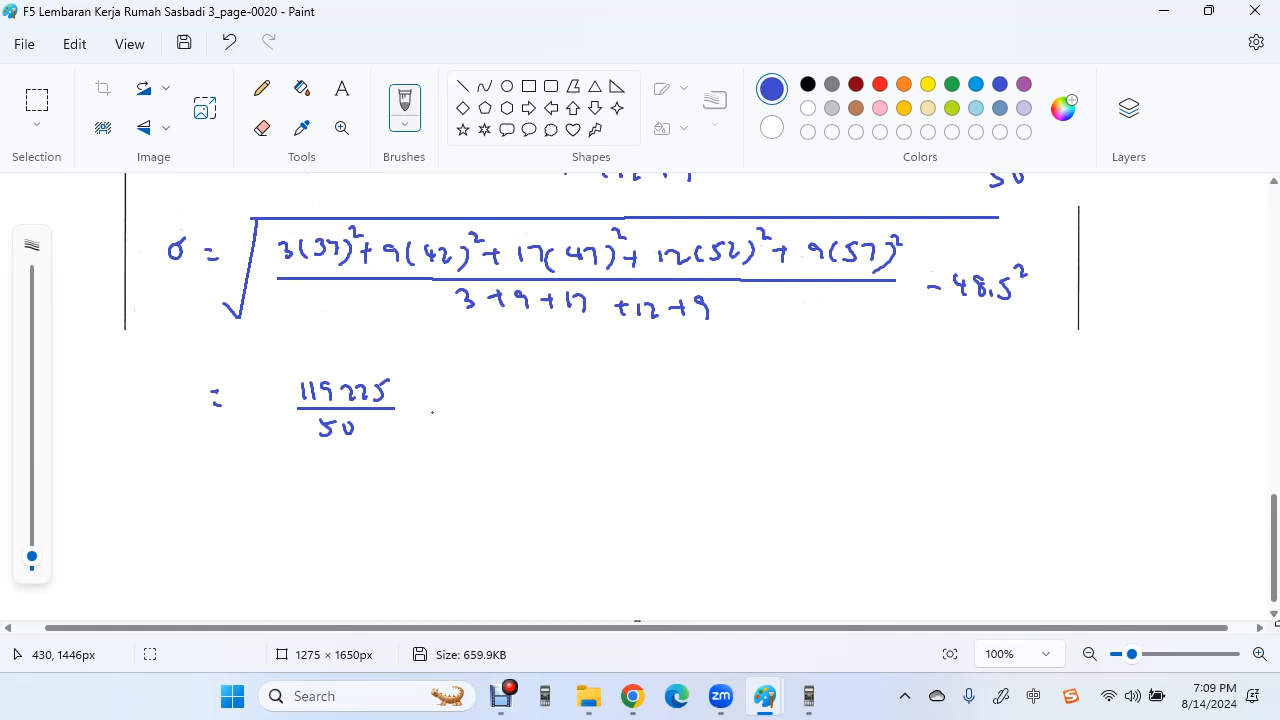 F5 Lembaran Kerja Rumah Sasbadi 3_page-0020 - Paint
File Edit View
Selection Image Tools Brushes Shapes Colors Layers
50
σ = √ 3(37)² + 9(42)² + 17(47)² + 12(52)² + 9(57)²
3 + 9 + 17 + 12 + 9
- 48.5²
= 119225
50
430, 1446px 1275 × 1650px Size: 659.9KB 100%
Search zm 中 S 7:09 PM
8/14/2024